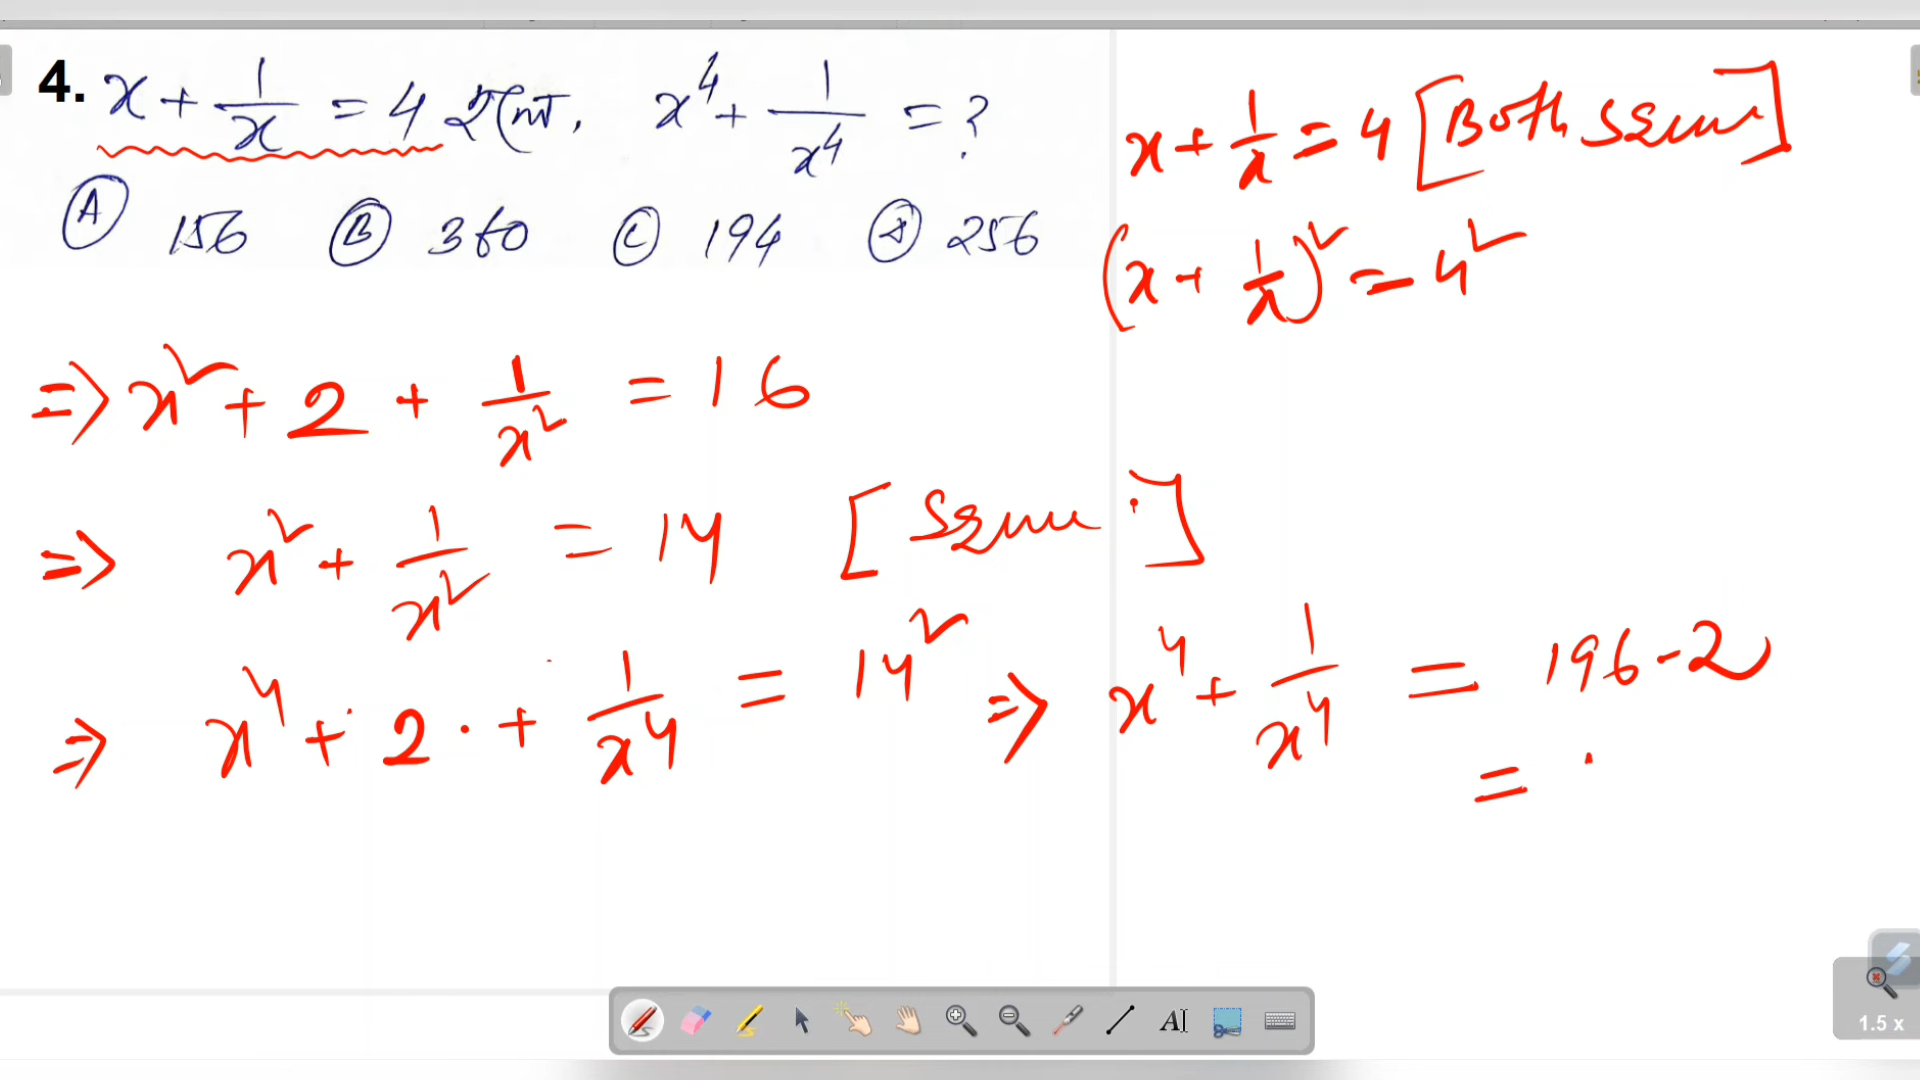 4. x + 1/x = 4 হলে, x⁴ + 1/x⁴ = ?
Ⓐ 156 Ⓑ 360 Ⓒ 194 Ⓓ 256
x + 1/x = 4 [Both
(x + 1/x)² = 4²
⇒ x² + 2 + 1/x² = 16
⇒ x² + 1/x² = 14
⇒ x⁴ + 2 · + 1/x⁴ = 14² ⇒ x⁴ + 1/x⁴ = 196 - 2
=
1.5 x